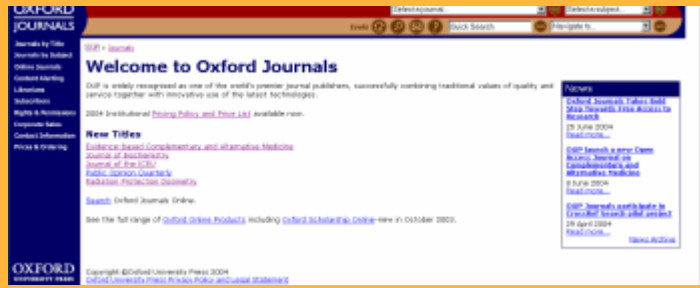 OXFORD
JOURNALS
Select a journal...
Select a subject...
tools
Quick Search
Navigate to...
Journals by Title
Journals by Subject
Online Journals
Content Alerting
Librarians
Subscribers
Rights & Permissions
Corporate Sales
Contact Information
Prices & Ordering
OUP > Journals
Welcome to Oxford Journals
OUP is widely recognized as one of the world's premier journal publishers, successfully combining traditional values of quality and
service together with innovative use of the latest technologies.
2004 Institutional Pricing Policy and Price List available now.
New Titles
Evidence-based Complementary and Alternative Medicine
Journal of Biochemistry
Journal of the ICRU
Public Opinion Quarterly
Radiation Protection Dosimetry
Search Oxford Journals Online.
See the full range of Oxford Online Products including Oxford Scholarship Online-new in October 2003.
News
Oxford Journals Takes Bold
Step Towards Free Access to
Research
25 June 2004
Read more...
OUP launch a new Open
Access Journal on
Complementary and
Alternative Medicine
8 June 2004
Read more...
OUP Journals participate in
CrossRef Search pilot project
29 April 2004
Read more...
News Archive
OXFORD
UNIVERSITY PRESS
Copyright ©Oxford University Press 2004
Oxford University Press Privacy Policy and Legal Statement